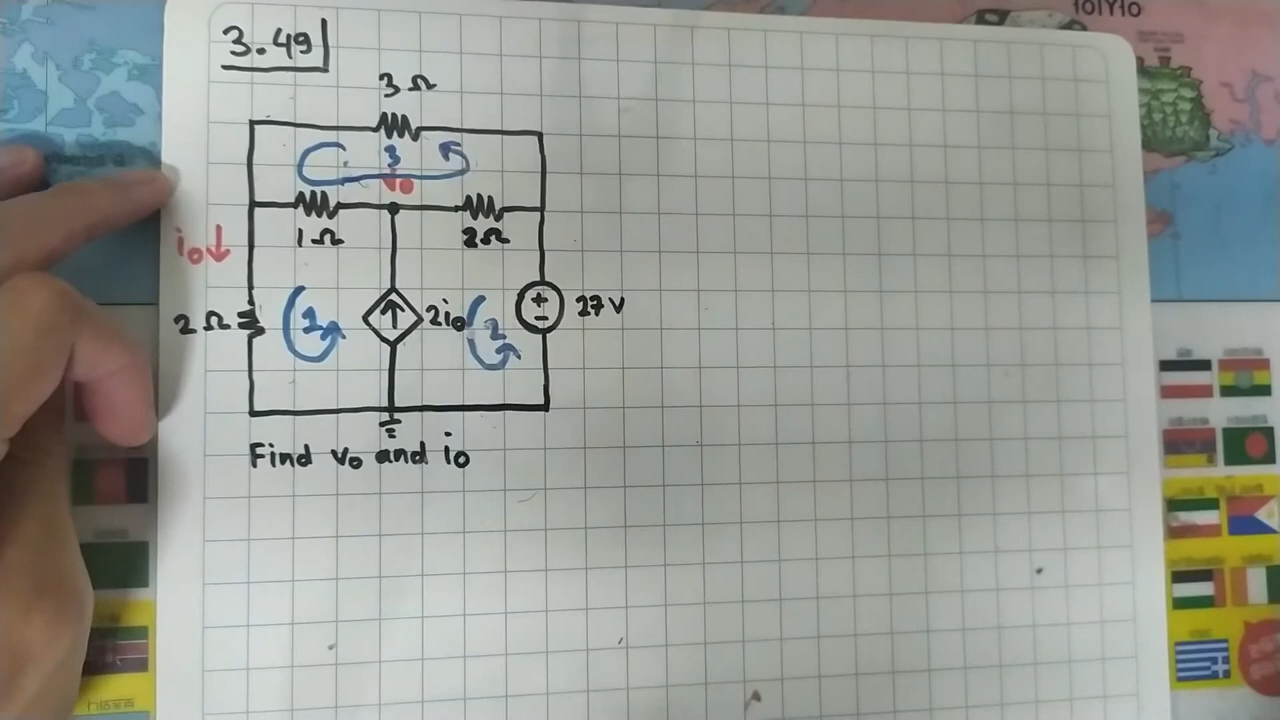 3.49
3 Ω
3
v₀
1 Ω
2 Ω
i₀↓
2 Ω
1
2i₀
2
+
-
27 V
Find v₀ and i₀